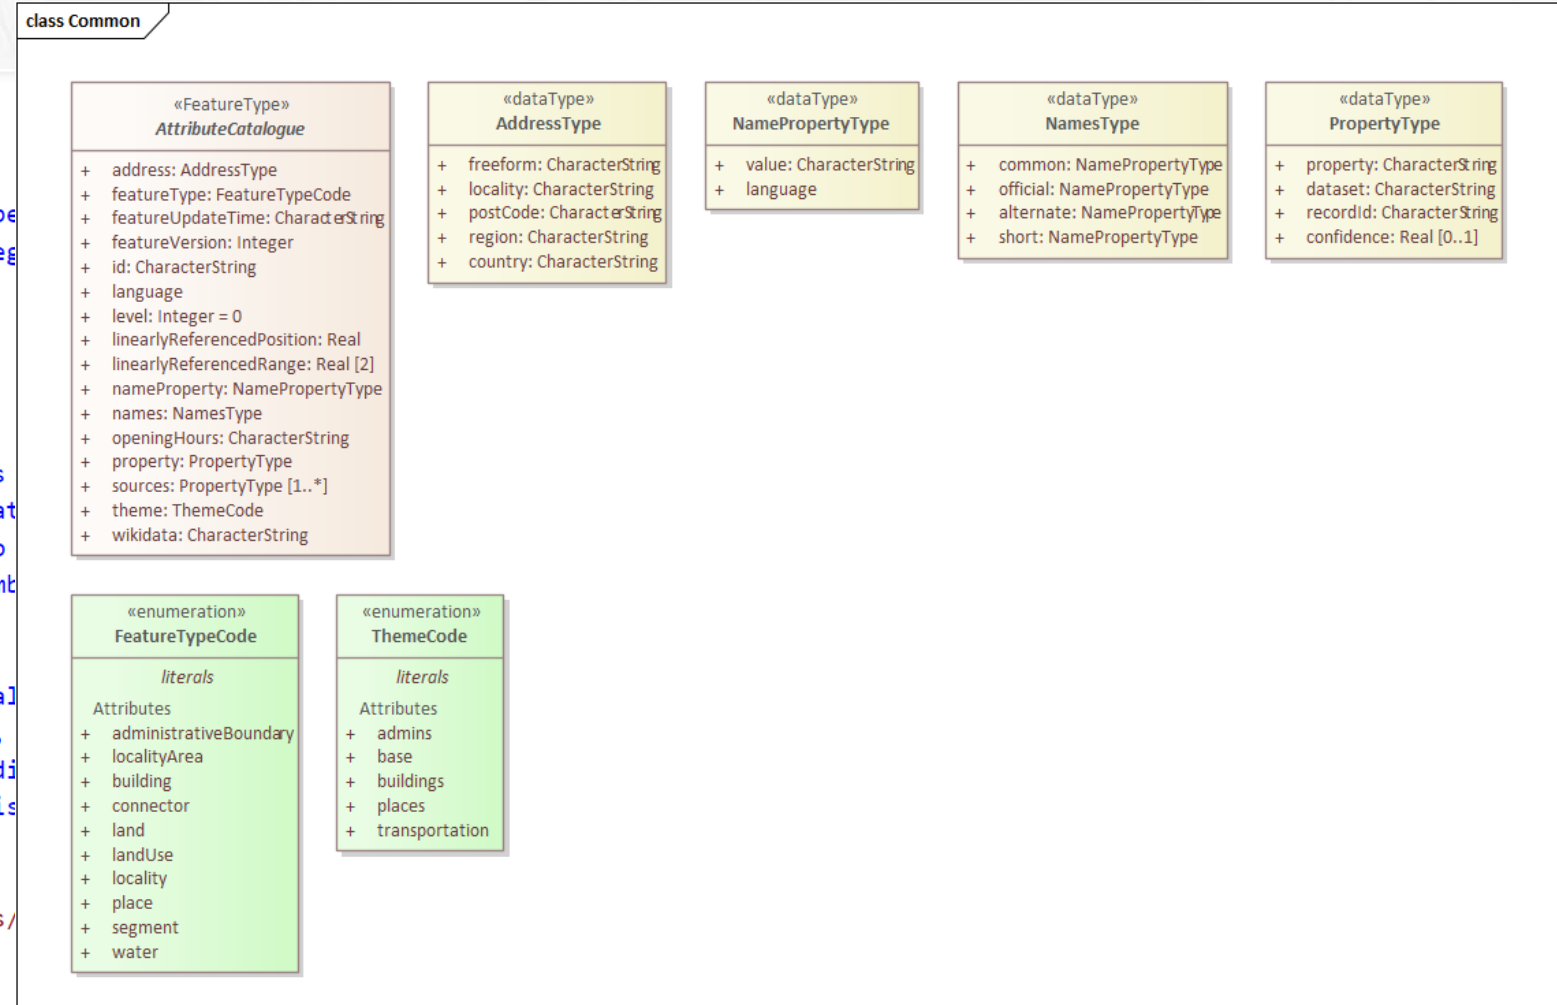 class Common
«FeatureType»
AttributeCatalogue
+ address: AddressType
+ featureType: FeatureTypeCode
+ featureUpdateTime: CharacterString
+ featureVersion: Integer
+ id: CharacterString
+ language
+ level: Integer = 0
+ linearlyReferencedPosition: Real
+ linearlyReferencedRange: Real [2]
+ nameProperty: NamePropertyType
+ names: NamesType
+ openingHours: CharacterString
+ property: PropertyType
+ sources: PropertyType [1..*]
+ theme: ThemeCode
+ wikidata: CharacterString
«dataType»
AddressType
+ freeform: CharacterString
+ locality: CharacterString
+ postCode: CharacterString
+ region: CharacterString
+ country: CharacterString
«dataType»
NamePropertyType
+ value: CharacterString
+ language
«dataType»
NamesType
+ common: NamePropertyType
+ official: NamePropertyType
+ alternate: NamePropertyType
+ short: NamePropertyType
«dataType»
PropertyType
+ property: CharacterString
+ dataset: CharacterString
+ recordId: CharacterString
+ confidence: Real [0..1]
«enumeration»
FeatureTypeCode
literals
Attributes
+ administrativeBoundary
+ localityArea
+ building
+ connector
+ land
+ landUse
+ locality
+ place
+ segment
+ water
«enumeration»
ThemeCode
literals
Attributes
+ admins
+ base
+ buildings
+ places
+ transportation